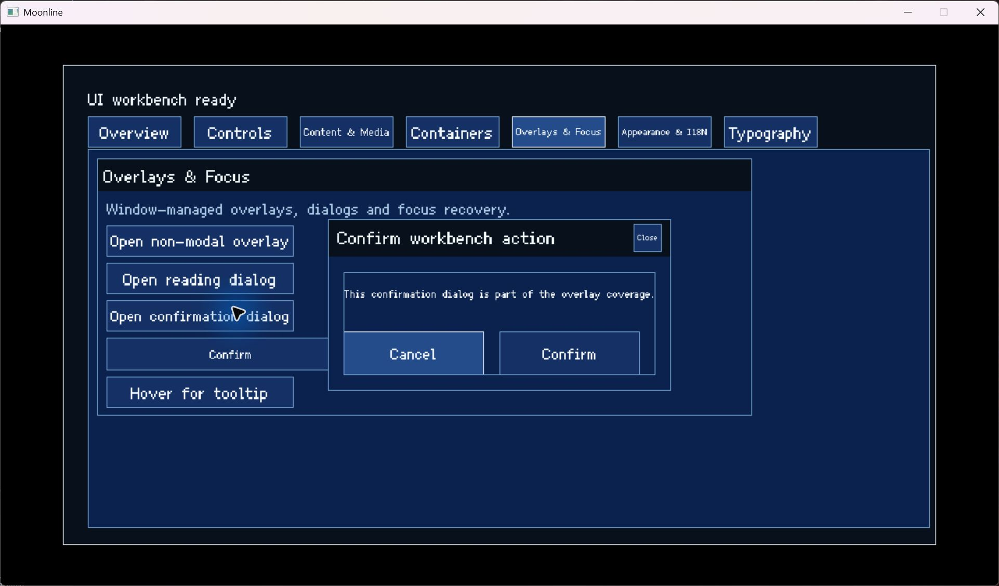 Moonline
UI workbench ready
Overview
Controls
Content & Media
Containers
Overlays & Focus
Appearance & I18N
Typography
Overlays & Focus
Window-managed overlays, dialogs and focus recovery.
Open non-modal overlay
Open reading dialog
Open confirmation dialog
Confirm
Hover for tooltip
Confirm workbench action
Close
This confirmation dialog is part of the overlay coverage.
Cancel
Confirm